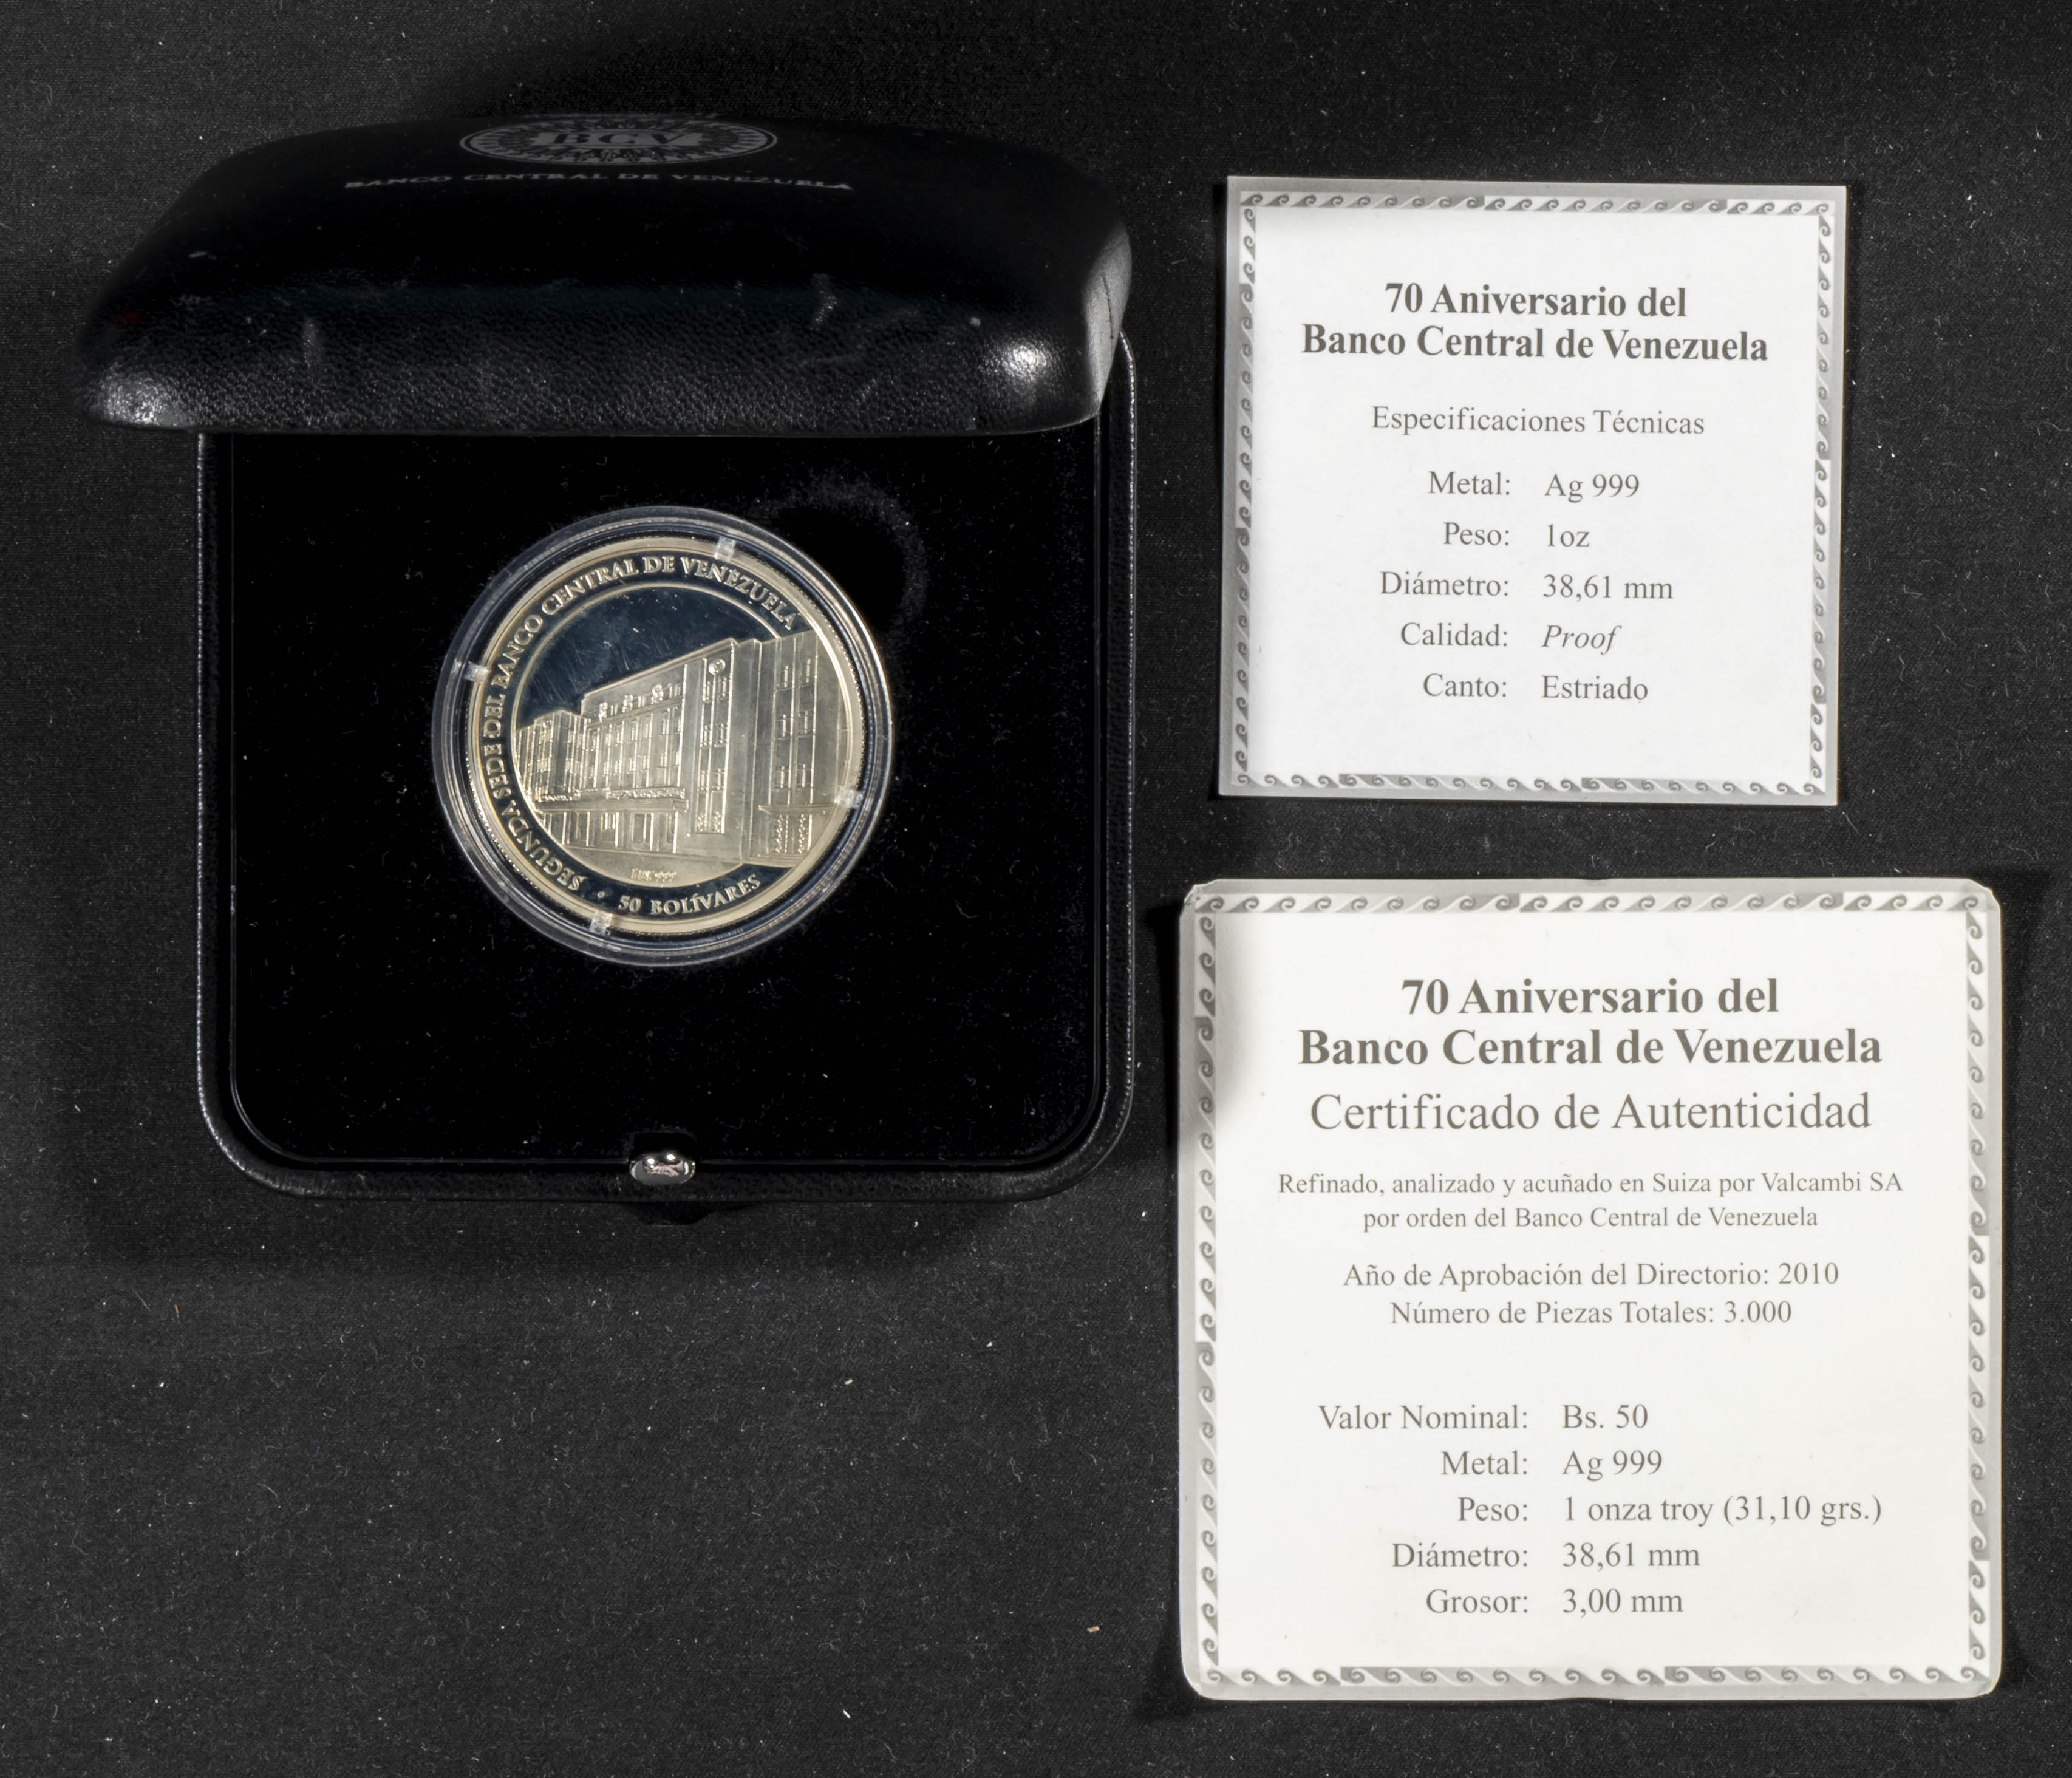 BCV
BANCO CENTRAL DE VENEZUELA
SEGUNDA SEDE DEL BANCO CENTRAL DE VENEZUELA
• 50 BOLÍVARES
70 Aniversario del
Banco Central de Venezuela
Especificaciones Técnicas
Metal: Ag 999
Peso: 1oz
Diámetro: 38,61 mm
Calidad: Proof
Canto: Estriado
70 Aniversario del
Banco Central de Venezuela
Certificado de Autenticidad
Refinado, analizado y acuñado en Suiza por Valcambi SA
por orden del Banco Central de Venezuela
Año de Aprobación del Directorio: 2010
Número de Piezas Totales: 3.000
Valor Nominal: Bs. 50
Metal: Ag 999
Peso: 1 onza troy (31,10 grs.)
Diámetro: 38,61 mm
Grosor: 3,00 mm